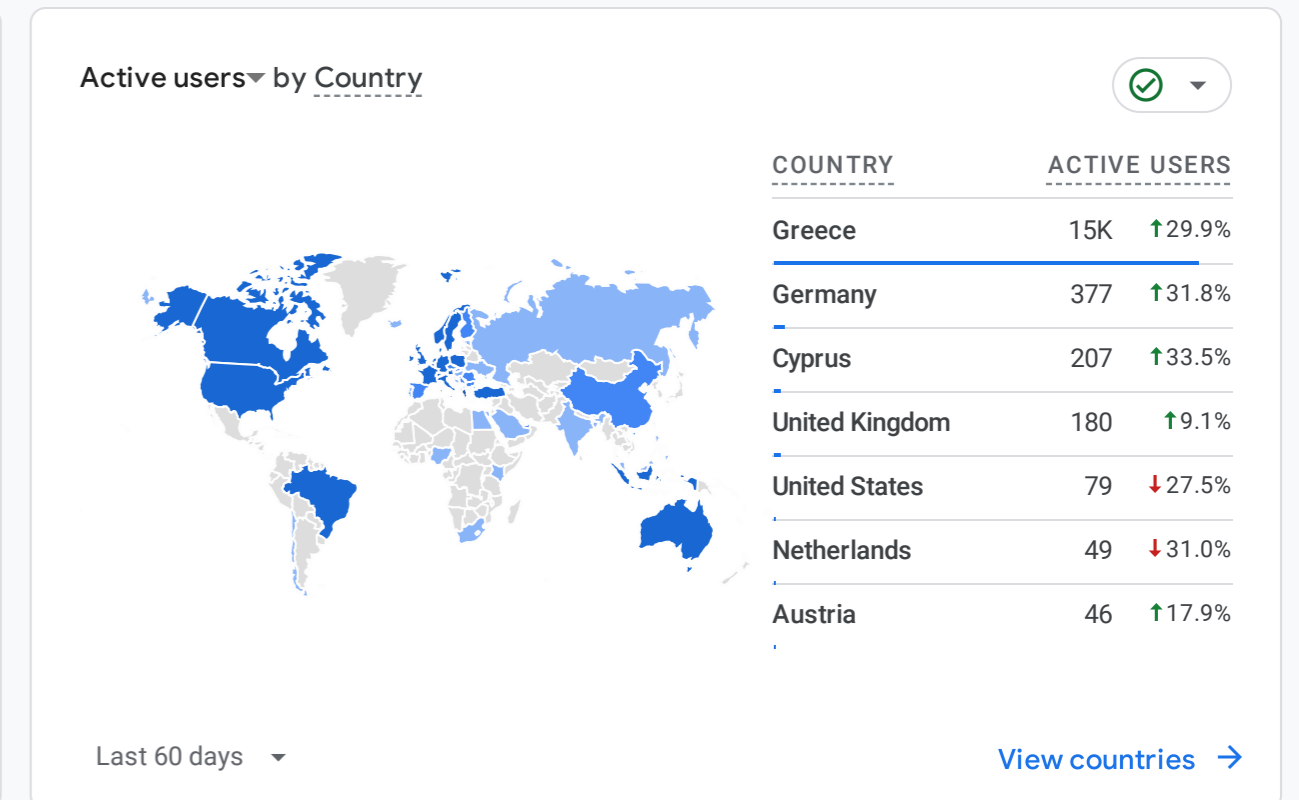 Active users by Country
COUNTRY ACTIVE USERS
Greece 15K 29.9%
Germany 377 31.8%
Cyprus 207 33.5%
United Kingdom 180 9.1%
United States 79 27.5%
Netherlands 49 31.0%
Austria 46 17.9%
Last 60 days View countries